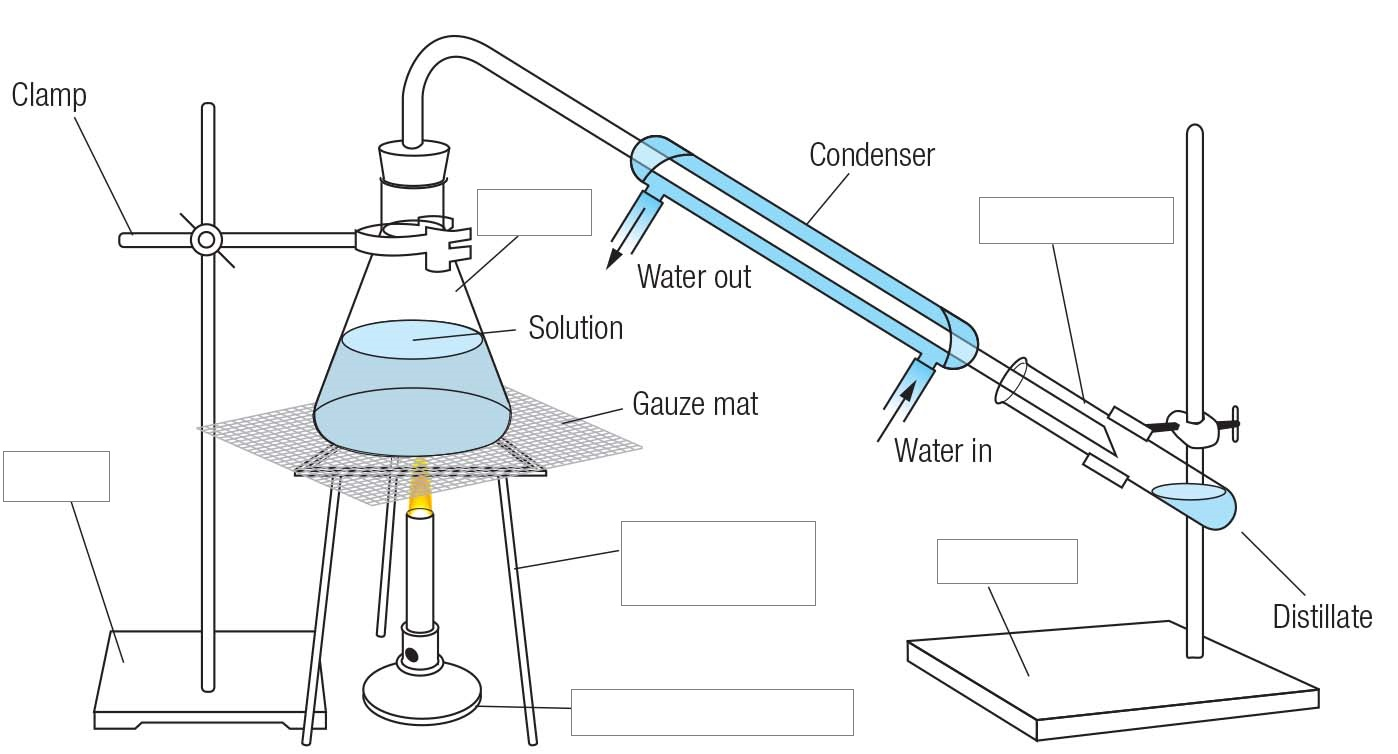 Clamp
Condenser
Water out
Solution
Gauze mat
Water in
Distillate